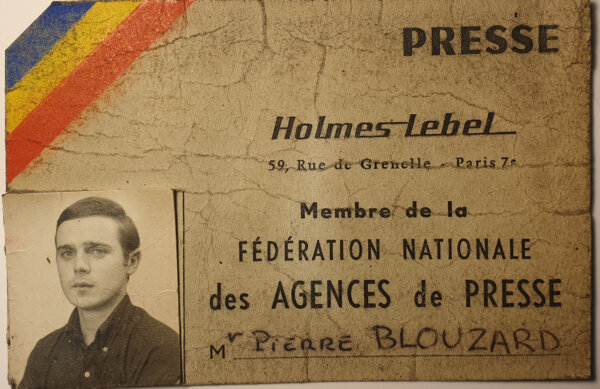 PRESSE
Holmes-Lebel
59, Rue de Grenelle - Paris 7e
Membre de la
FÉDÉRATION NATIONALE
des AGENCES de PRESSE
Mr PIERRE BLOUZARD